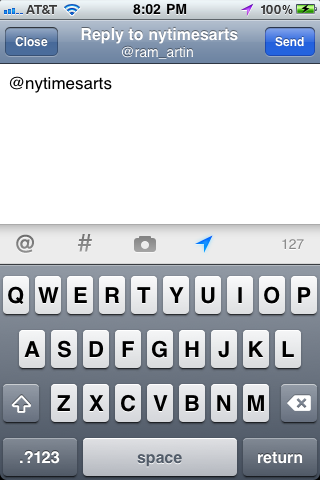 AT&T 8:02 PM 100%
Close Reply to nytimesarts Send
@ram_artin
@nytimesarts
@ # 127
Q W E R T Y U I O P
A S D F G H J K L
Z X C V B N M
.?123 space return